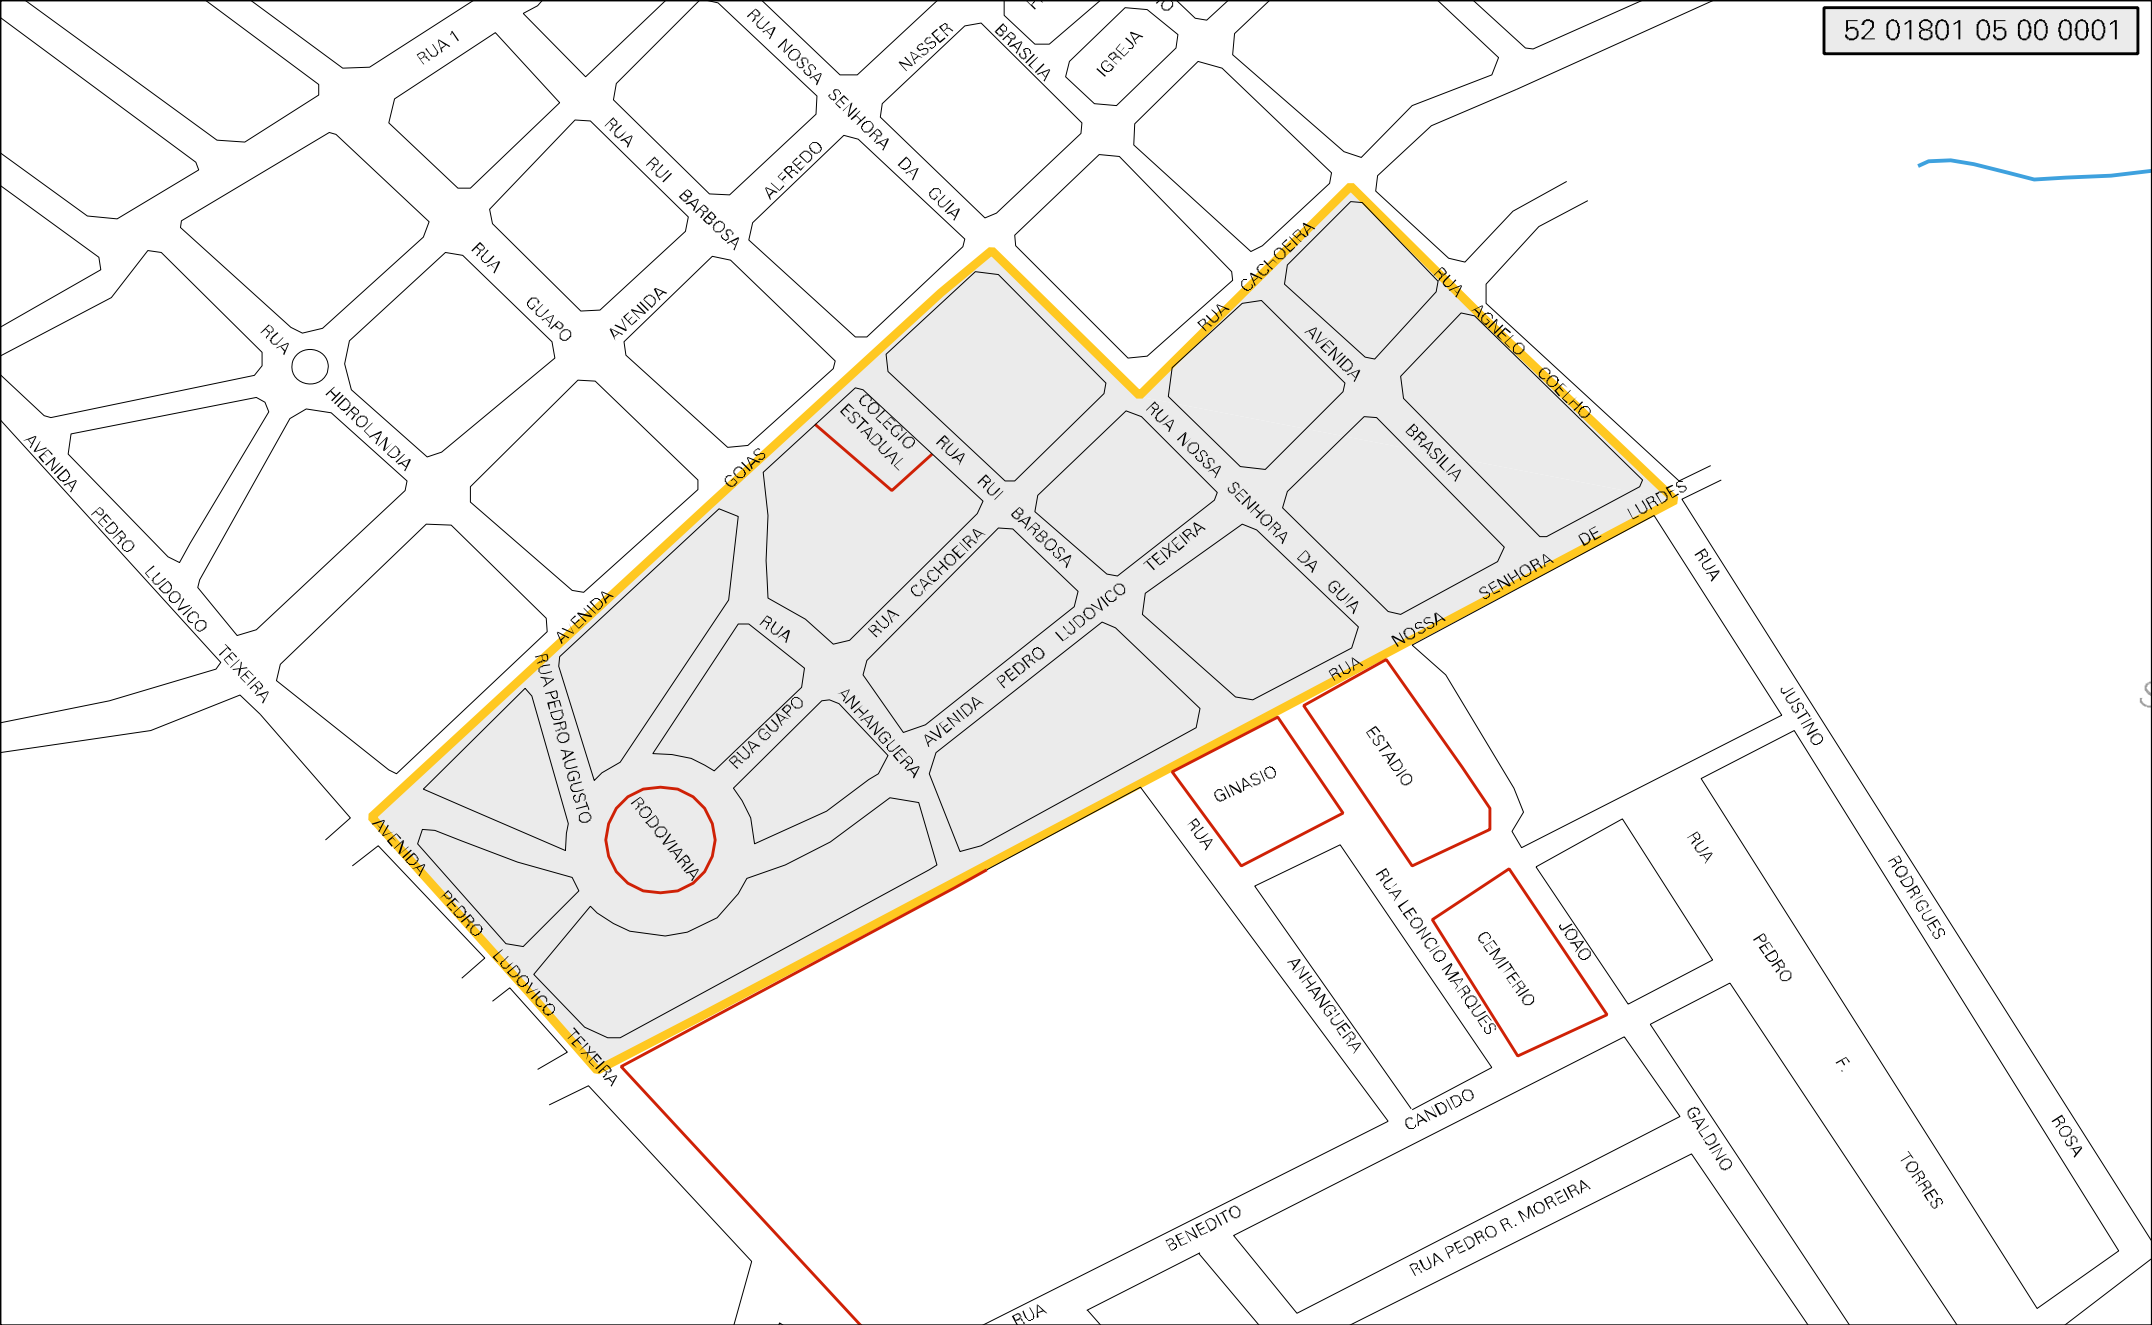 52 01801 05 00 0001
RUA 1
RUA NOSSA SENHORA DA GUIA
NASSER
BRASILIA
IGREJA
RUA RUI BARBOSA
ALFREDO
AVENIDA
RUA GUAPO
RUA HIDROLANDIA
AVENIDA PEDRO LUDOVICO TEIXEIRA
RUA CACHOEIRA
RUA AGNELO COELHO
AVENIDA BRASILIA
AVENIDA GOIAS
COLEGIO
ESTADUAL
RUA RUI BARBOSA
RUA NOSSA SENHORA DA GUIA
RUA CACHOEIRA
AVENIDA PEDRO LUDOVICO TEIXEIRA
RUA ANHANGUERA
RUA GUAPO
RUA PEDRO AUGUSTO
RODOVIARIA
AVENIDA PEDRO LUDOVICO TEIXEIRA
RUA NOSSA SENHORA DE LURDES
RUA JUSTINO RODRIGUES ROSA
GINASIO
ESTADIO
CEMITERIO
RUA ANHANGUERA
RUA LEONCIO MARQUES
JOAO GALDINO
RUA PEDRO F. TORRES
RUA BENEDITO CANDIDO
RUA PEDRO R. MOREIRA